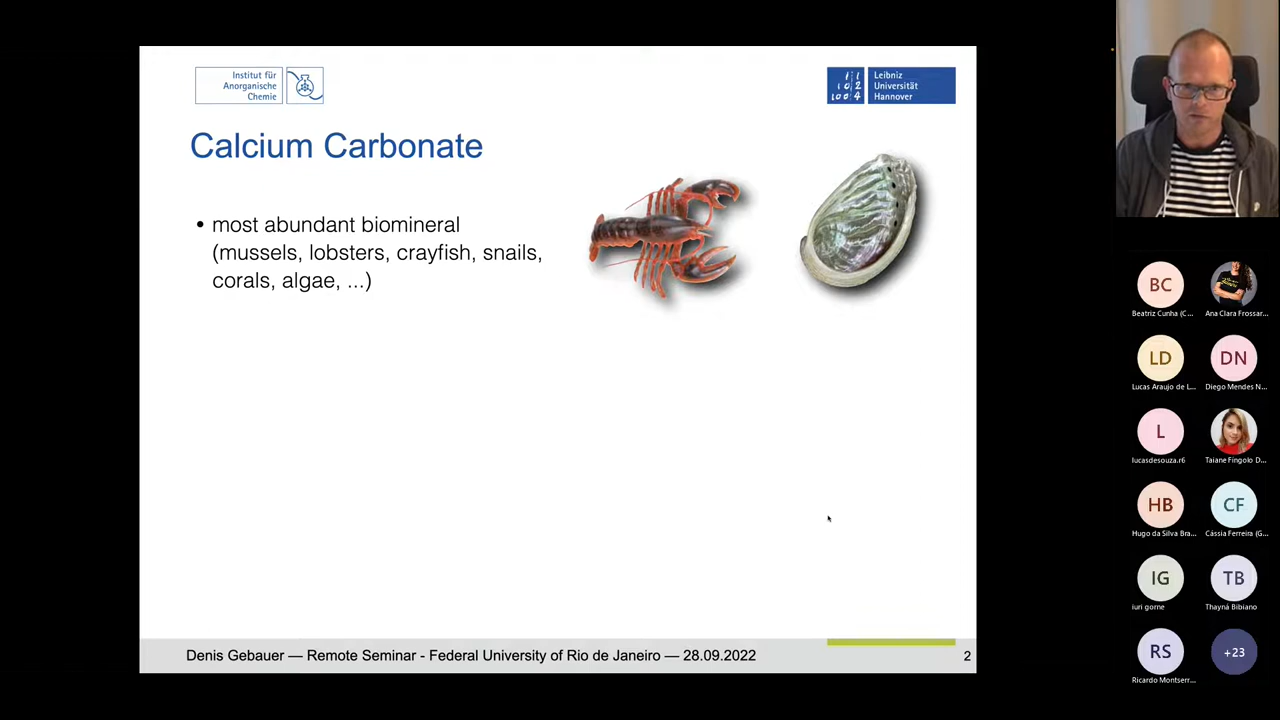 Institut für
Anorganische
Chemie
Leibniz
Universität
Hannover
Calcium Carbonate
• most abundant biomineral
(mussels, lobsters, crayfish, snails,
corals, algae, ...)
Denis Gebauer — Remote Seminar - Federal University of Rio de Janeiro — 28.09.2022
2
BC
Beatriz Cunha (C...
Ana Clara Frossar...
LD
Lucas Araujo de L...
DN
Diego Mendes N...
L
lucasdesouza.r6
Taiane Fingolo D...
HB
Hugo da Silva Bra...
CF
Cássia Ferreira (G...
IG
iuri gorne
TB
Thayná Bibiano
RS
Ricardo Montserr...
+23